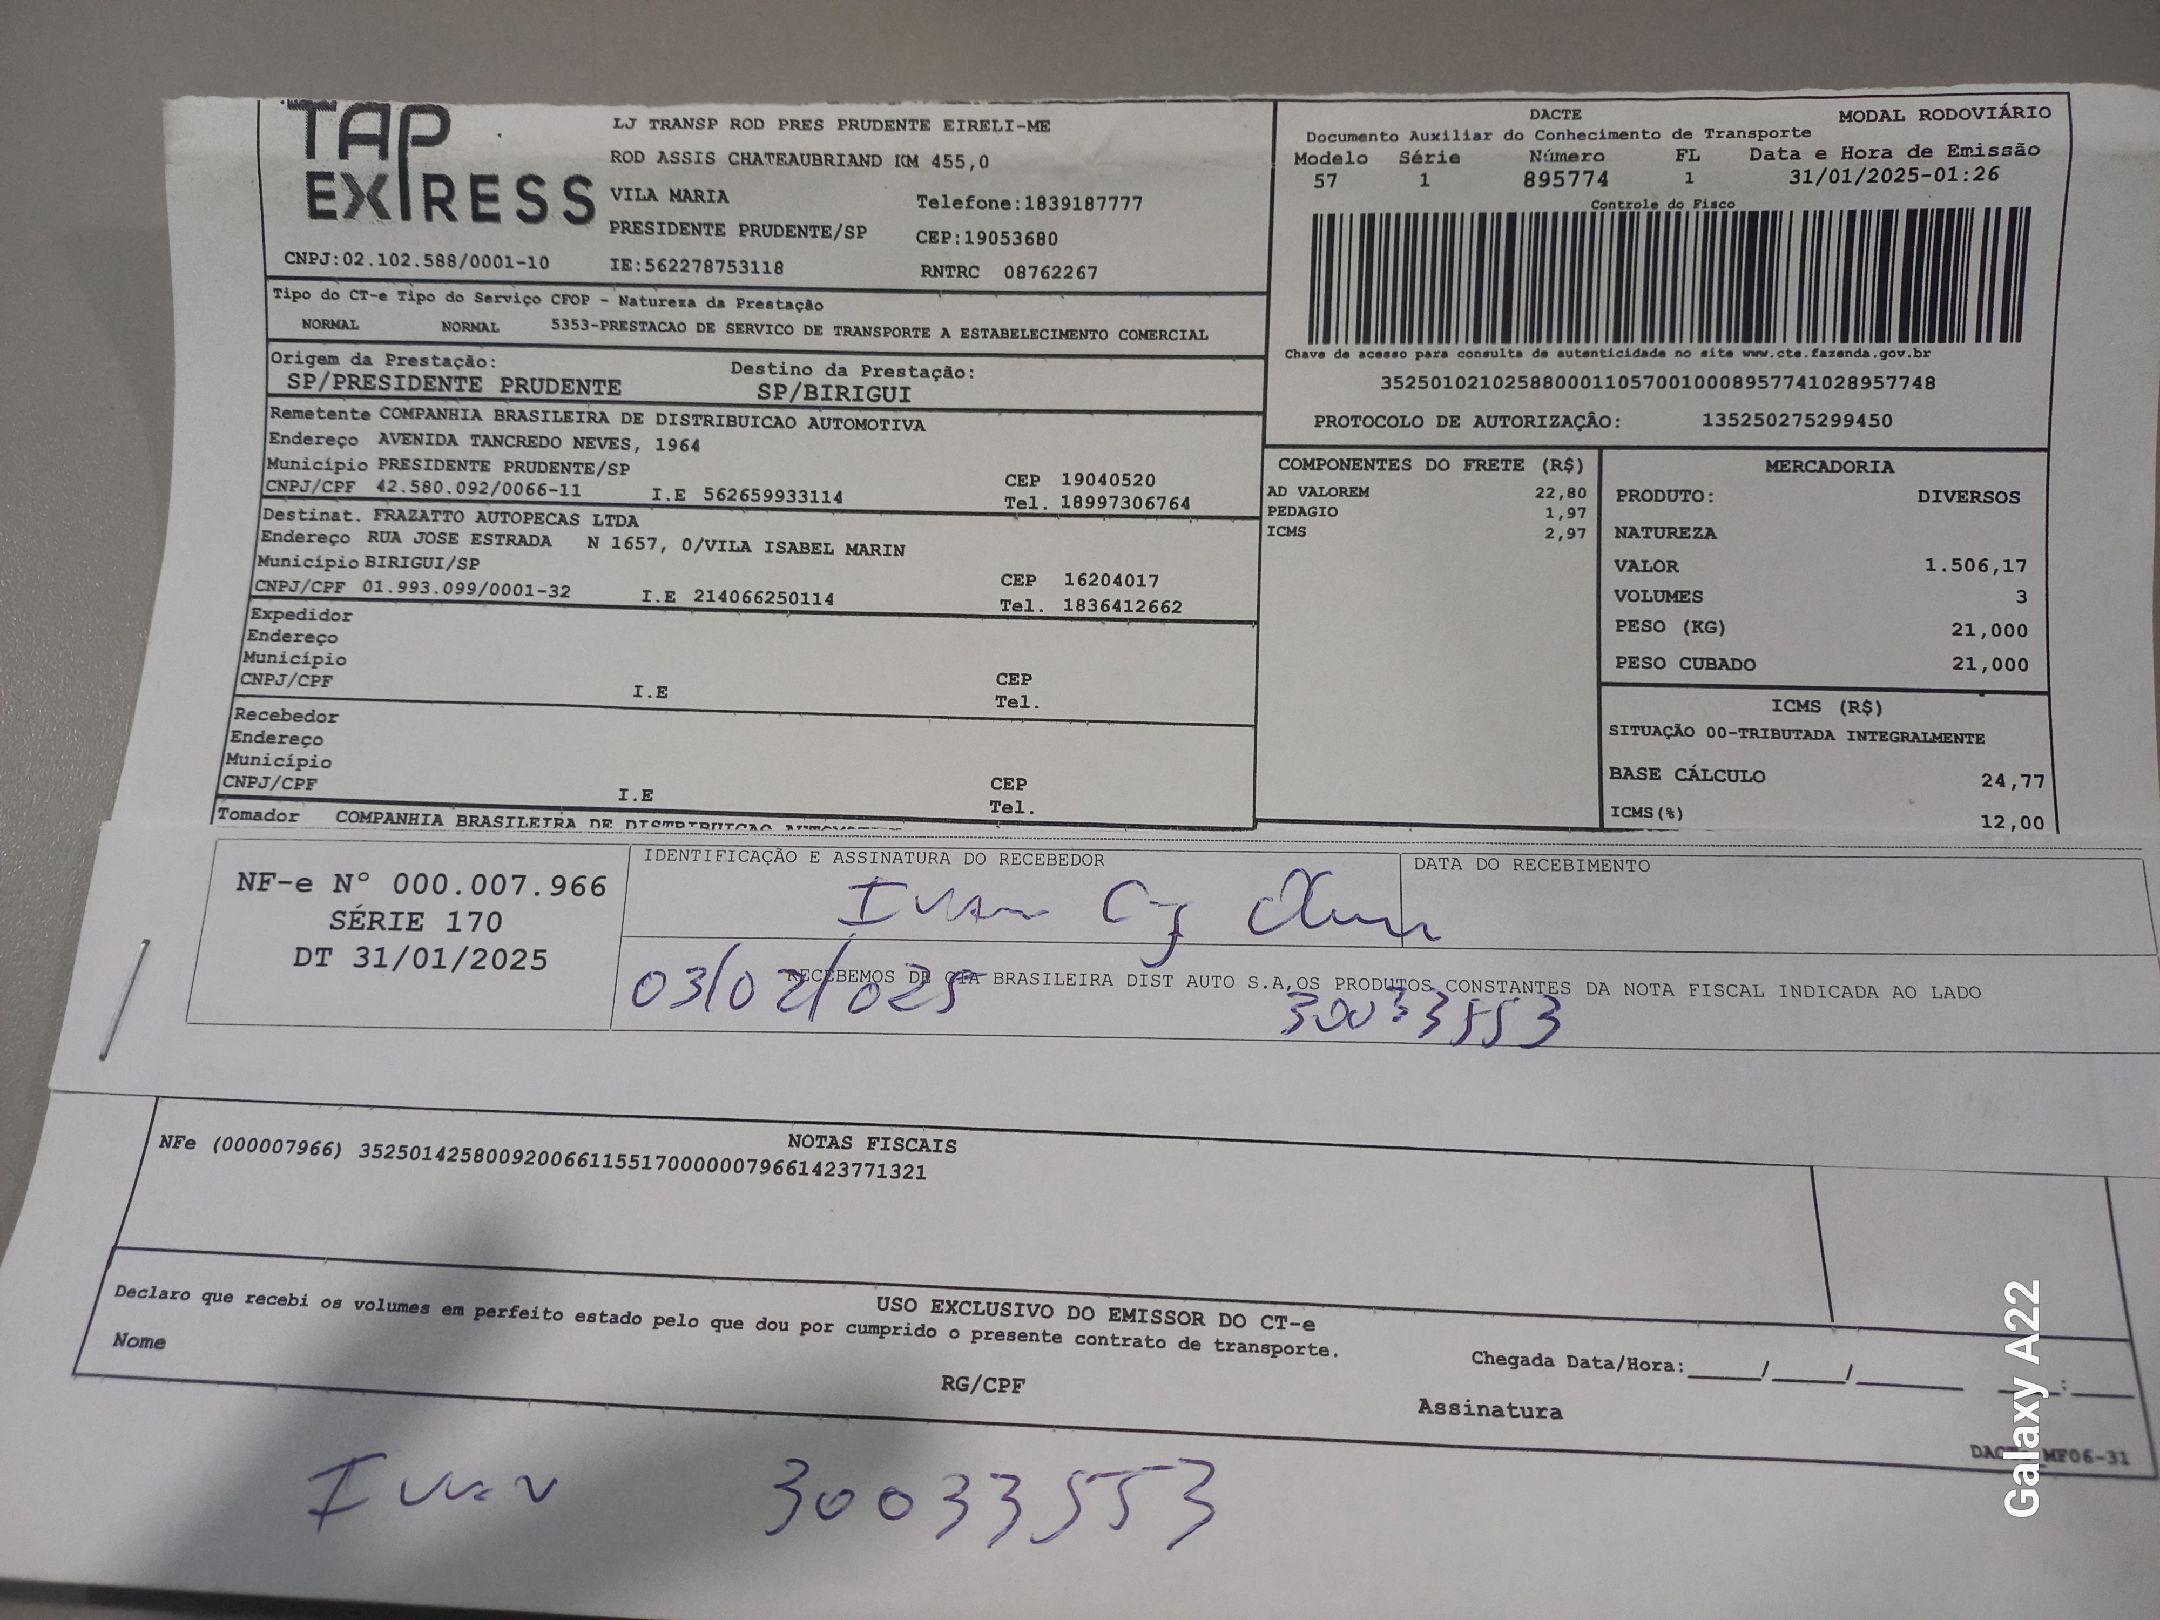 TAP
EXPRESS
LJ TRANSP ROD PRES PRUDENTE EIRELI-ME
ROD ASSIS CHATEAUBRIAND KM 455,0
VILA MARIA Telefone:1839187777
PRESIDENTE PRUDENTE/SP CEP:19053680
CNPJ:02.102.588/0001-10 IE:562278753118 RNTRC 08762267
DACTE MODAL RODOVIÁRIO
Documento Auxiliar do Conhecimento de Transporte
Modelo Série Número FL Data e Hora de Emissão
57 1 895774 1 31/01/2025-01:26
Controle do Fisco
Chave de acesso para consulta de autenticidade no site www.cte.fazenda.gov.br
35250102102588000110570010008957741028957748
PROTOCOLO DE AUTORIZAÇÃO: 135250275299450
Tipo do CT-e Tipo do Serviço CFOP - Natureza da Prestação
NORMAL NORMAL 5353-PRESTACAO DE SERVICO DE TRANSPORTE A ESTABELECIMENTO COMERCIAL
Origem da Prestação: Destino da Prestação:
SP/PRESIDENTE PRUDENTE SP/BIRIGUI
Remetente COMPANHIA BRASILEIRA DE DISTRIBUICAO AUTOMOTIVA
Endereço AVENIDA TANCREDO NEVES, 1964
Município PRESIDENTE PRUDENTE/SP CEP 19040520
CNPJ/CPF 42.580.092/0066-11 I.E 562659933114 Tel. 18997306764
Destinat. FRAZATTO AUTOPECAS LTDA
Endereço RUA JOSE ESTRADA N 1657, 0/VILA ISABEL MARIN
Município BIRIGUI/SP CEP 16204017
CNPJ/CPF 01.993.099/0001-32 I.E 214066250114 Tel. 1836412662
Expedidor
Endereço
Município CEP
CNPJ/CPF I.E Tel.
Recebedor
Endereço
Município CEP
CNPJ/CPF I.E Tel.
Tomador COMPANHIA BRASILEIRA DE DISTRIBUICAO
COMPONENTES DO FRETE (R$)
AD VALOREM 22,80
PEDAGIO 1,97
ICMS 2,97
MERCADORIA
PRODUTO: DIVERSOS
NATUREZA
VALOR 1.506,17
VOLUMES 3
PESO (KG) 21,000
PESO CUBADO 21,000
ICMS (R$)
SITUAÇÃO 00-TRIBUTADA INTEGRALMENTE
BASE CÁLCULO 24,77
ICMS(%) 12,00
NF-e Nº 000.007.966
SÉRIE 170
DT 31/01/2025
IDENTIFICAÇÃO E ASSINATURA DO RECEBEDOR DATA DO RECEBIMENTO
Ivan
RECEBEMOS DE CIA BRASILEIRA DIST AUTO S.A,OS PRODUTOS CONSTANTES DA NOTA FISCAL INDICADA AO LADO
03/02/025 30033553
NOTAS FISCAIS
NFe (000007966) 35250142580092006611551700000079661423771321
USO EXCLUSIVO DO EMISSOR DO CT-e
Declaro que recebi os volumes em perfeito estado pelo que dou por cumprido o presente contrato de transporte.
Nome RG/CPF Chegada Data/Hora:_____/_____/_______ ___:____
Assinatura
MF06-31
Ivan 30033553
Galaxy A22